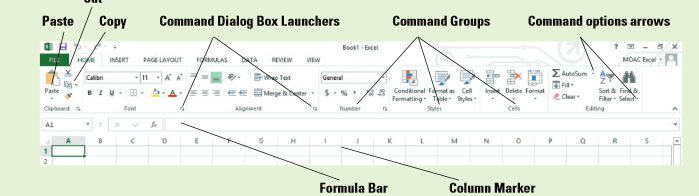 Cut
Paste Copy Command Dialog Box Launchers Command Groups Command options arrows
Book1 - Excel
FILE HOME INSERT PAGE LAYOUT FORMULAS DATA REVIEW VIEW MOAC Excel
Calibri 11 A A Wrap Text General Conditional Format as Cell Insert Delete Format AutoSum Sort & Find &
Paste B I U A Merge & Center $ % , Formatting Table Styles Fill Filter Select
Clear
Clipboard Font Alignment Number Styles Cells Editing
A1 fx
A B C D E F G H I J K L M N O P Q R S
1
2
Formula Bar Column Marker